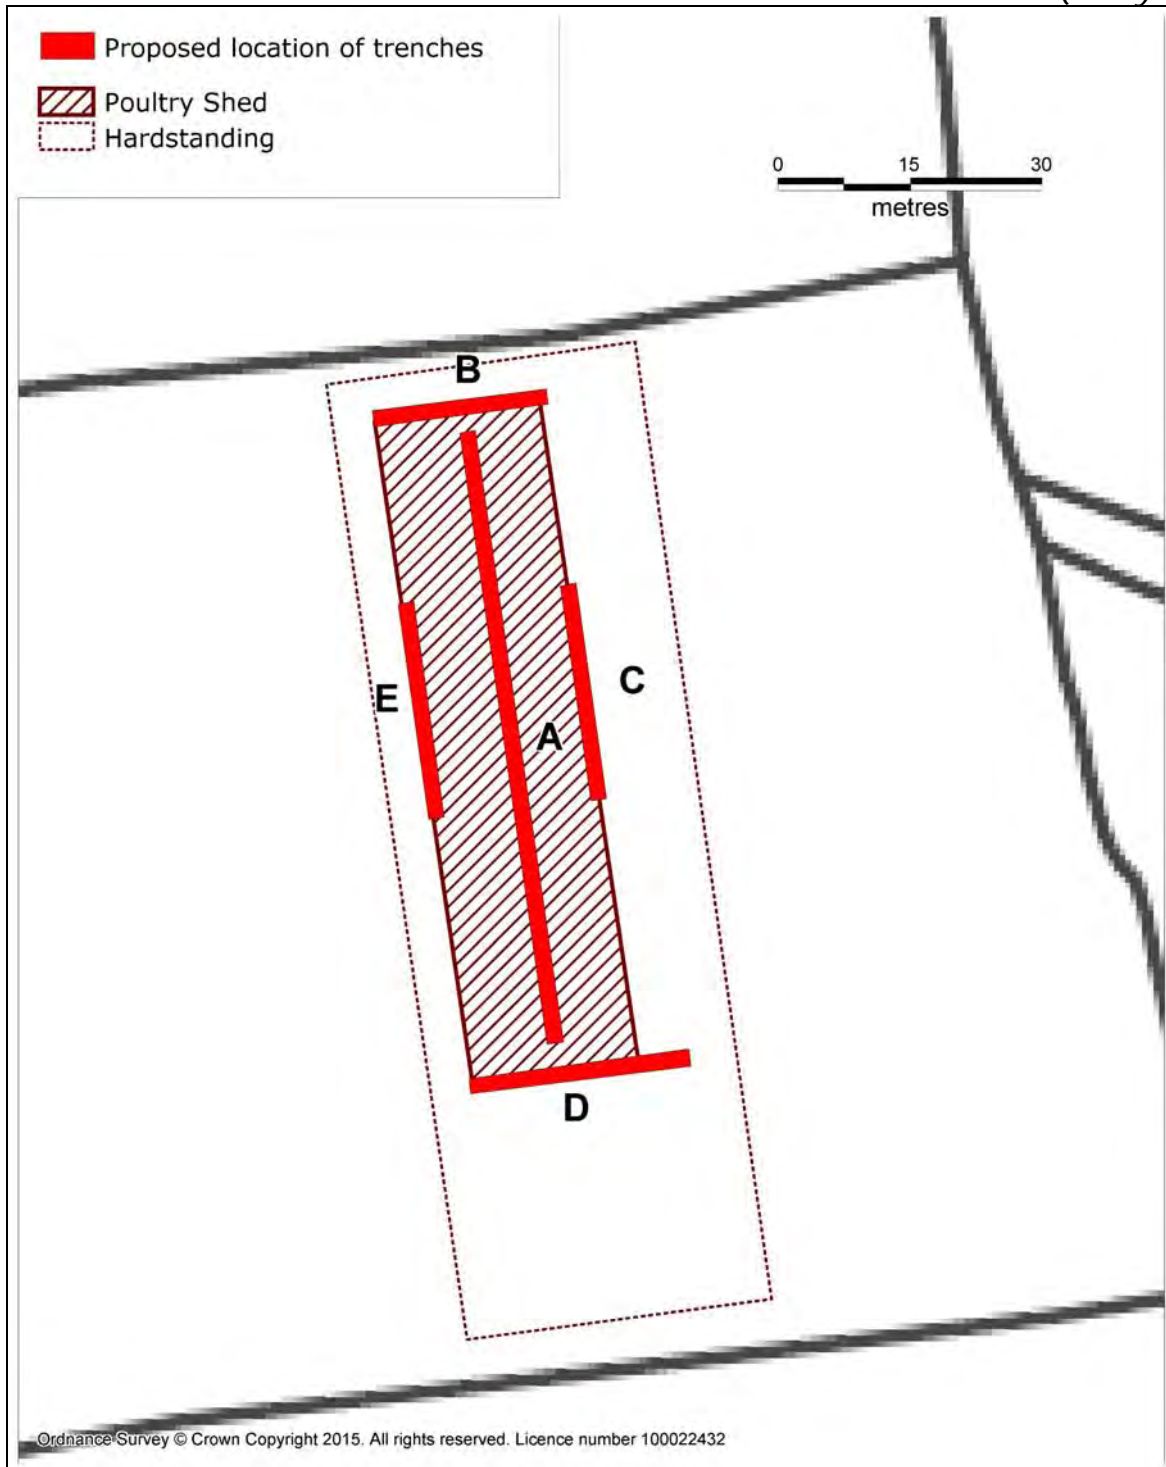 Proposed location of trenches
Poultry Shed
Hardstanding
0 15 30
metres
B
E
C
A
D
Ordnance Survey © Crown Copyright 2015. All rights reserved. Licence number 100022432